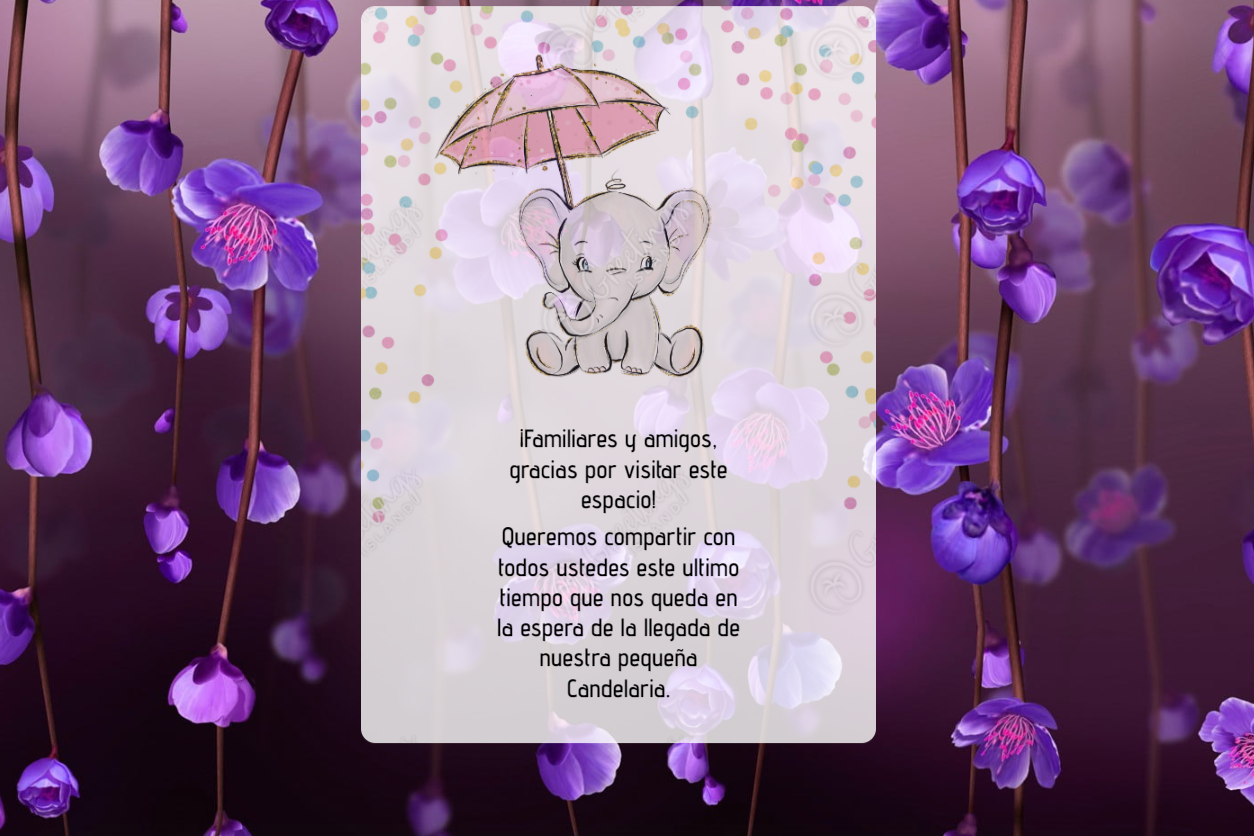 ¡Familiares y amigos,
gracias por visitar este
espacio!
Queremos compartir con
todos ustedes este ultimo
tiempo que nos queda en
la espera de la llegada de
nuestra pequeña
Candelaria.